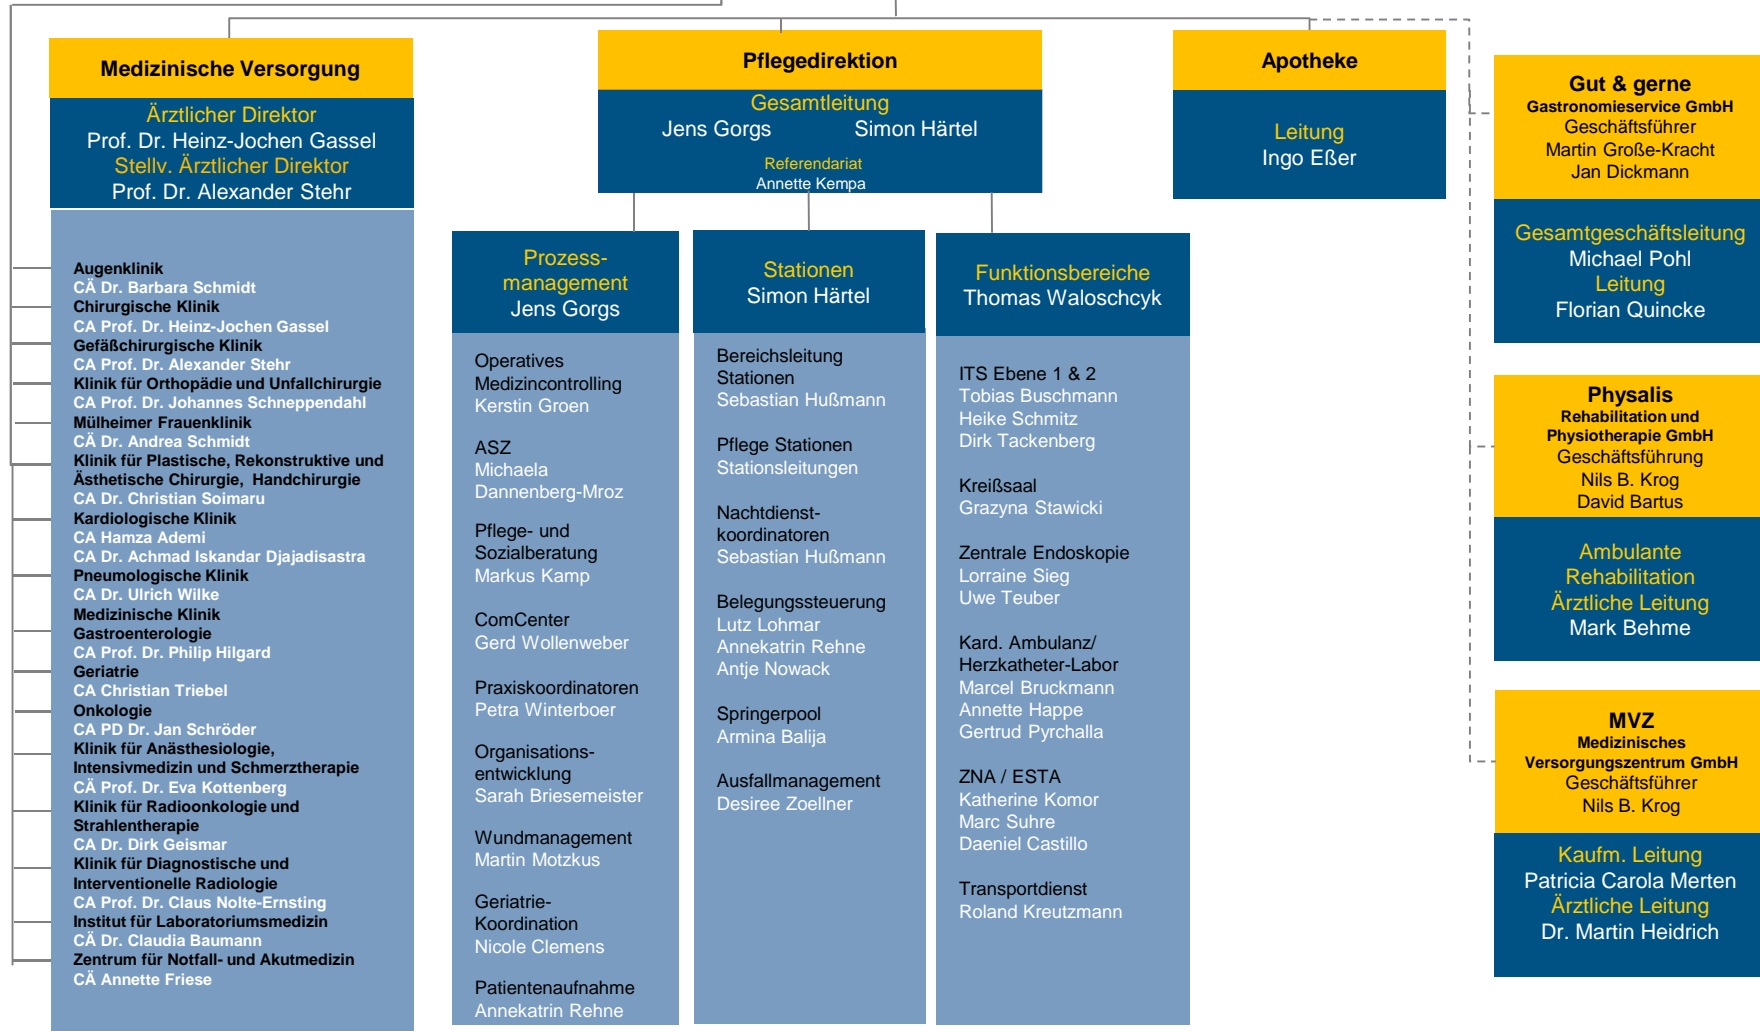 Medizinische Versorgung
Ärztlicher Direktor
Prof. Dr. Heinz-Jochen Gassel
Stellv. Ärztlicher Direktor
Prof. Dr. Alexander Stehr
Augenklinik
CÄ Dr. Barbara Schmidt
Chirurgische Klinik
CA Prof. Dr. Heinz-Jochen Gassel
Gefäßchirurgische Klinik
CA Prof. Dr. Alexander Stehr
Klinik für Orthopädie und Unfallchirurgie
CA Prof. Dr. Johannes Schneppendahl
Mülheimer Frauenklinik
CÄ Dr. Andrea Schmidt
Klinik für Plastische, Rekonstruktive und
Ästhetische Chirurgie, Handchirurgie
CA Dr. Christian Soimaru
Kardiologische Klinik
CA Hamza Ademi
CA Dr. Achmad Iskandar Djajadisastra
Pneumologische Klinik
CA Dr. Ulrich Wilke
Medizinische Klinik
Gastroenterologie
CA Prof. Dr. Philip Hilgard
Geriatrie
CA Christian Triebel
Onkologie
CA PD Dr. Jan Schröder
Klinik für Anästhesiologie,
Intensivmedizin und Schmerztherapie
CÄ Prof. Dr. Eva Kottenberg
Klinik für Radioonkologie und
Strahlentherapie
CA Dr. Dirk Geismar
Klinik für Diagnostische und
Interventionelle Radiologie
CA Prof. Dr. Claus Nolte-Ernsting
Institut für Laboratoriumsmedizin
CÄ Dr. Claudia Baumann
Zentrum für Notfall- und Akutmedizin
CÄ Annette Friese
Pflegedirektion
Gesamtleitung
Jens Gorgs Simon Härtel
Referendariat
Annette Kempa
Prozess-
management
Jens Gorgs
Operatives
Medizincontrolling
Kerstin Groen
ASZ
Michaela
Dannenberg-Mroz
Pflege- und
Sozialberatung
Markus Kamp
ComCenter
Gerd Wollenweber
Praxiskoordinatoren
Petra Winterboer
Organisations-
entwicklung
Sarah Briesemeister
Wundmanagement
Martin Motzkus
Geriatrie-
Koordination
Nicole Clemens
Patientenaufnahme
Annekatrin Rehne
Stationen
Simon Härtel
Bereichsleitung
Stationen
Sebastian Hußmann
Pflege Stationen
Stationsleitungen
Nachtdienst-
koordinatoren
Sebastian Hußmann
Belegungssteuerung
Lutz Lohmar
Annekatrin Rehne
Antje Nowack
Springerpool
Armina Balija
Ausfallmanagement
Desiree Zoellner
Funktionsbereiche
Thomas Waloschcyk
ITS Ebene 1 & 2
Tobias Buschmann
Heike Schmitz
Dirk Tackenberg
Kreißsaal
Grazyna Stawicki
Zentrale Endoskopie
Lorraine Sieg
Uwe Teuber
Kard. Ambulanz/
Herzkatheter-Labor
Marcel Bruckmann
Annette Happe
Gertrud Pyrchalla
ZNA / ESTA
Katherine Komor
Marc Suhre
Daeniel Castillo
Transportdienst
Roland Kreutzmann
Apotheke
Leitung
Ingo Eßer
Gut & gerne
Gastronomieservice GmbH
Geschäftsführer
Martin Große-Kracht
Jan Dickmann
Gesamtgeschäftsleitung
Michael Pohl
Leitung
Florian Quincke
Physalis
Rehabilitation und
Physiotherapie GmbH
Geschäftsführung
Nils B. Krog
David Bartus
Ambulante
Rehabilitation
Ärztliche Leitung
Mark Behme
MVZ
Medizinisches
Versorgungszentrum GmbH
Geschäftsführer
Nils B. Krog
Kaufm. Leitung
Patricia Carola Merten
Ärztliche Leitung
Dr. Martin Heidrich